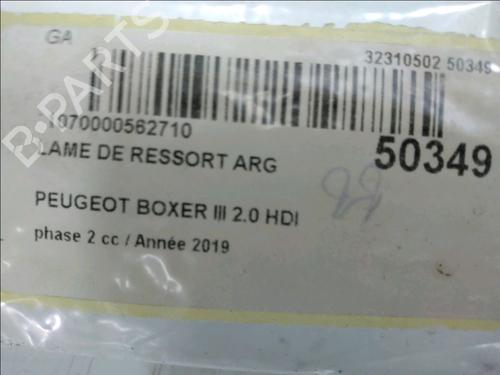 GA
32310502 50349
1070000562710
50349
LAME DE RESSORT ARG
PEUGEOT BOXER III 2.0 HDI
phase 2 cc / Année 2019
B-PARTS